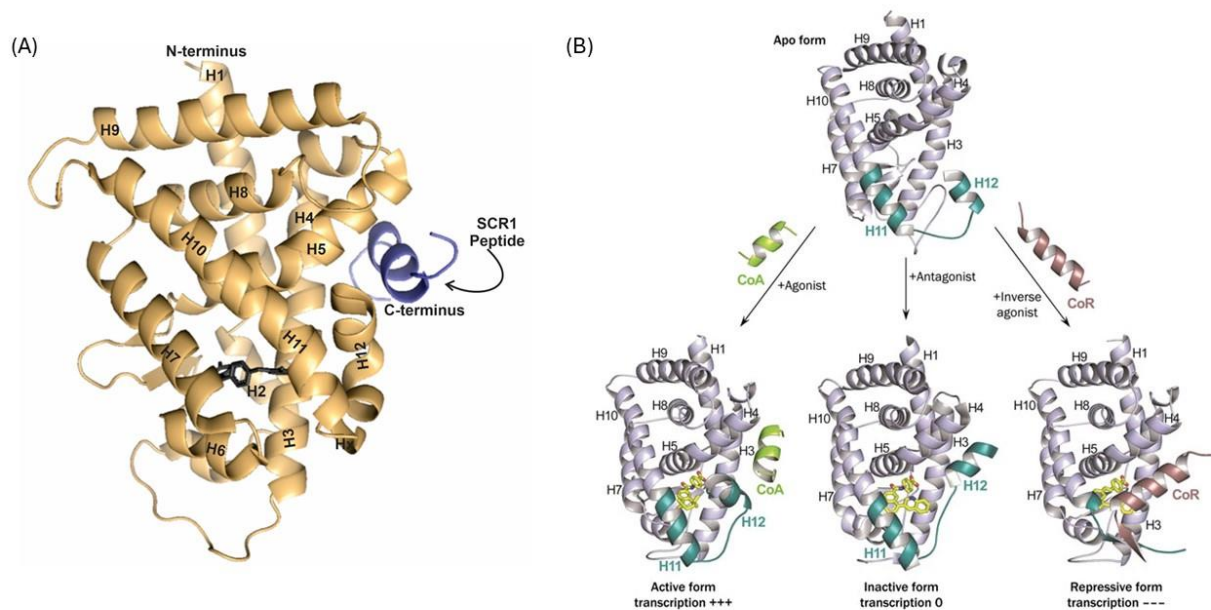 (A)
N-terminus
H1
H9
H8
H4
H5
H10
SCR1
Peptide
C-terminus
H11
H12
H7
H2
H3
H6
(B)
Apo form
H1
H9
H4
H8
H10
H5
H3
H7
H12
H11
CoA
+Agonist
+Antagonist
+Inverse
agonist
CoR
H1
H9
H10
H8
H4
H5
H3
CoA
H7
H12
H11
Active form
transcription +++
H1
H9
H10
H8
H4
H5
H3
H12
H7
H11
Inactive form
transcription 0
H1
H9
H10
H8
H4
H5
CoR
H7
H3
Repressive form
transcription ---